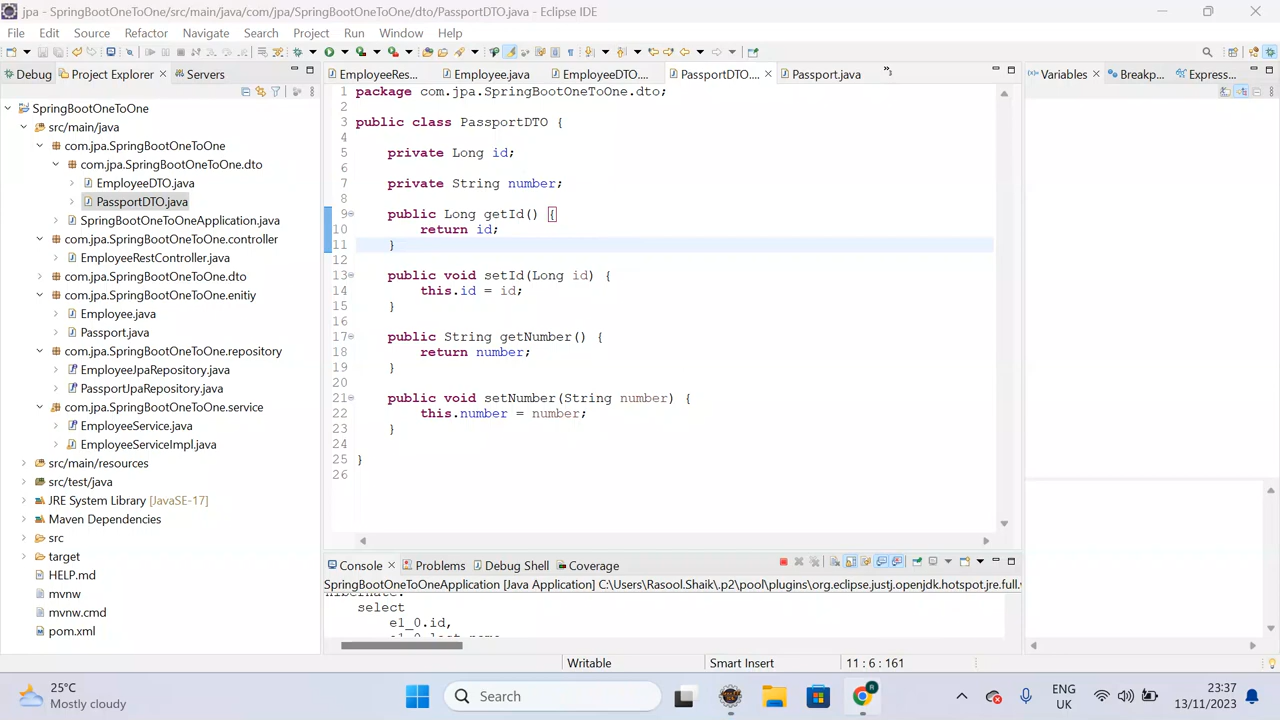 jpa - SpringBootOneToOne/src/main/java/com/jpa/SpringBootOneToOne/dto/PassportDTO.java - Eclipse IDE
File Edit Source Refactor Navigate Search Project Run Window Help
Debug Project Explorer Servers
EmployeeRes... Employee.java EmployeeDTO.... PassportDTO.... Passport.java
Variables Breakp... Express...
SpringBootOneToOne
src/main/java
com.jpa.SpringBootOneToOne
com.jpa.SpringBootOneToOne.dto
EmployeeDTO.java
PassportDTO.java
SpringBootOneToOneApplication.java
com.jpa.SpringBootOneToOne.controller
EmployeeRestController.java
com.jpa.SpringBootOneToOne.dto
com.jpa.SpringBootOneToOne.enitiy
Employee.java
Passport.java
com.jpa.SpringBootOneToOne.repository
EmployeeJpaRepository.java
PassportJpaRepository.java
com.jpa.SpringBootOneToOne.service
EmployeeService.java
EmployeeServiceImpl.java
src/main/resources
src/test/java
JRE System Library [JavaSE-17]
Maven Dependencies
src
target
HELP.md
mvnw
mvnw.cmd
pom.xml
1 package com.jpa.SpringBootOneToOne.dto;
2
3 public class PassportDTO {
4
5 private Long id;
6
7 private String number;
8
9 public Long getId() {
10 return id;
11 }
12
13 public void setId(Long id) {
14 this.id = id;
15 }
16
17 public String getNumber() {
18 return number;
19 }
20
21 public void setNumber(String number) {
22 this.number = number;
23 }
24
25 }
26
Console Problems Debug Shell Coverage
SpringBootOneToOneApplication [Java Application] C:\Users\Rasool.Shaik\.p2\pool\plugins\org.eclipse.justj.openjdk.hotspot.jre.full.
Hibernate:
select
e1_0.id,
e1_0.last_name
Writable Smart Insert 11 : 6 : 161
25°C
Mostly cloudy
Search
R
ENG
UK
23:37
13/11/2023